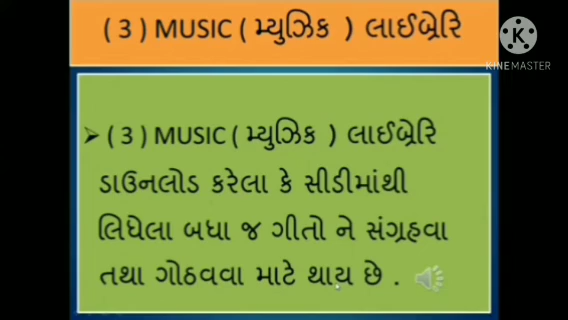 ( 3 ) MUSIC ( મ્યુઝિક ) લાઈબ્રેરિ
K
KINEMASTER
( 3 ) MUSIC ( મ્યુઝિક ) લાઈબ્રેરિ
ડાઉનલોડ કરેલા કે સીડીમાંથી
લિધેલા બધા જ ગીતો ને સંગ્રહવા
તથા ગોઠવવા માટે થાય છે .